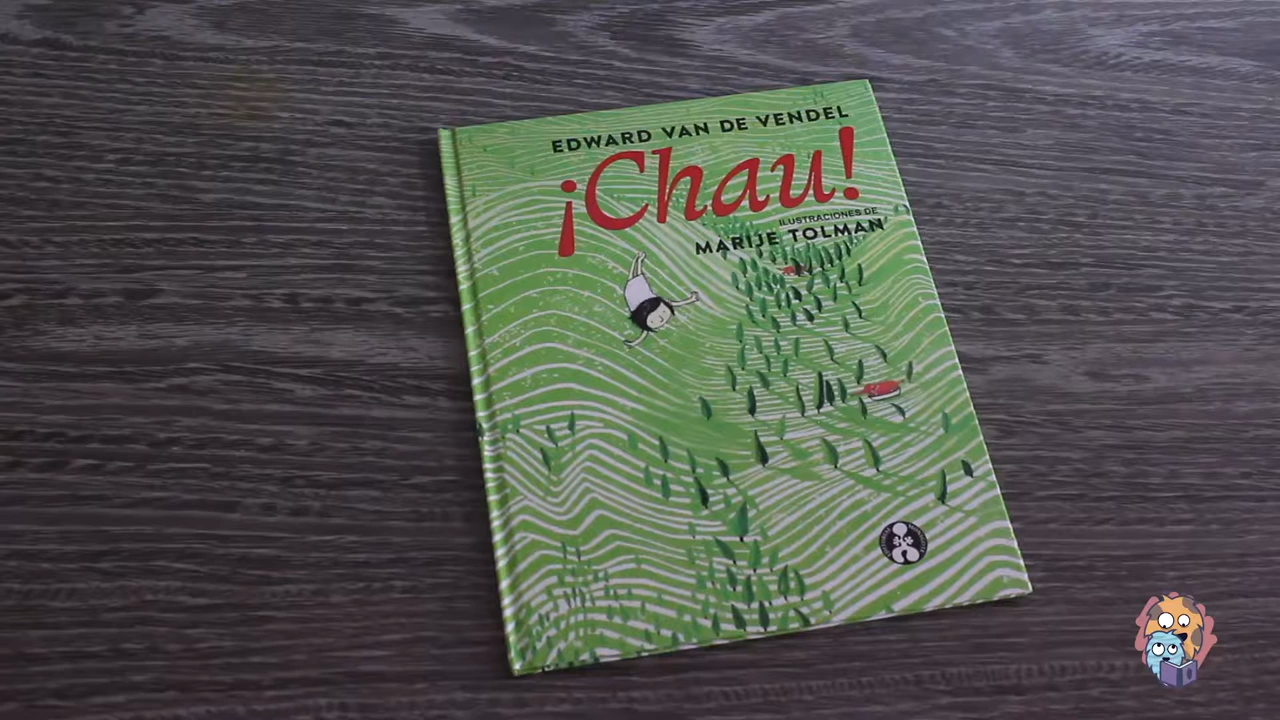 EDWARD VAN DE VENDEL
¡Chau!
ILUSTRACIONES DE
MARIJE TOLMAN